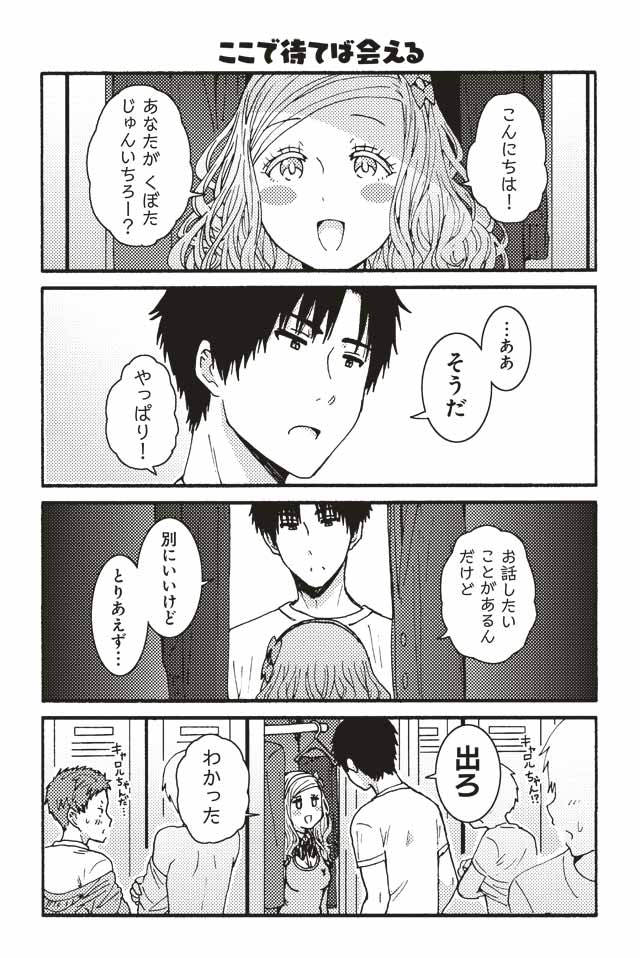 ここで待てば会える
こんにちは！
あなたが くぼた
じゅんいちろー？
…ああ
そうだ
やっぱり！
お話したい
ことがあるん
だけど
別にいいけど
とりあえず…
出ろ
キャロルちゃん！？
わかった
キャロルちゃんだ…